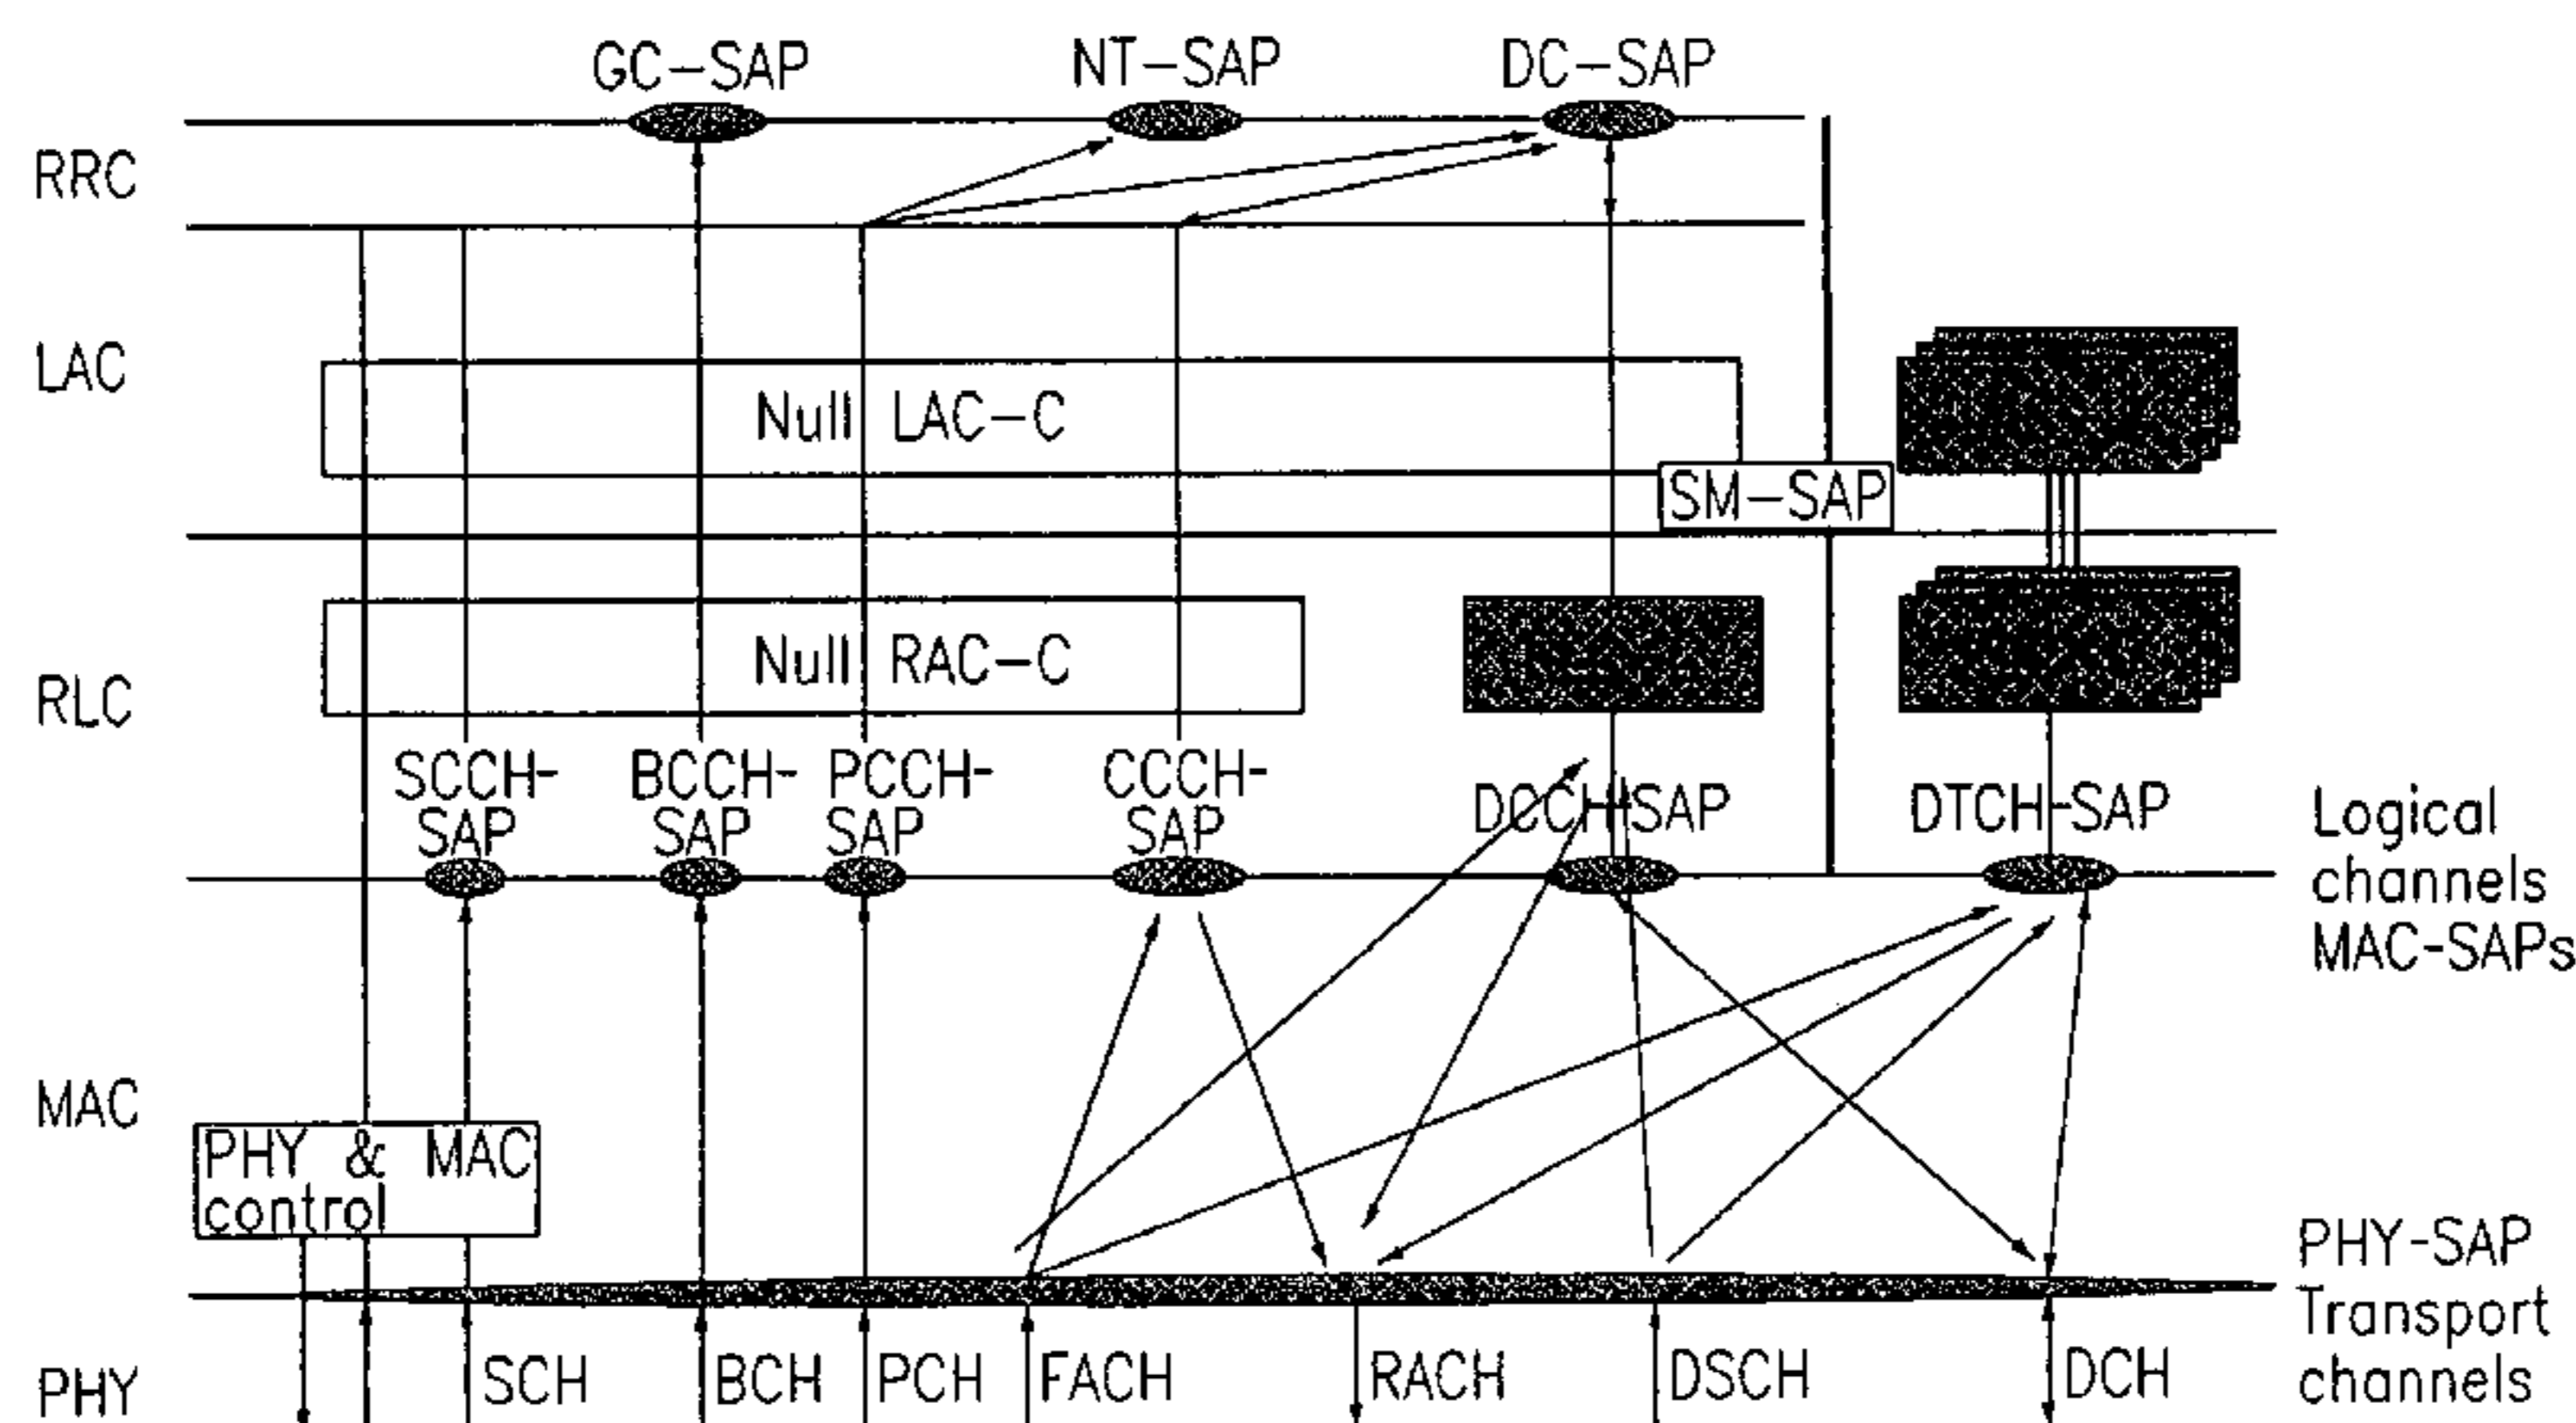 GC-SAP
NT-SAP
DC-SAP
RRC
LAC
Null LAC-C
SM-SAP
Null RAC-C
RLC
SCCH-
SAP
BCCH-
SAP
PCCH-
SAP
CCCH-
SAP
DCCH-SAP
DTCH-SAP
Logical
channels
MAC-SAPs
MAC
PHY & MAC
control
PHY-SAP
Transport
channels
PHY
SCH
BCH
PCH
FACH
RACH
DSCH
DCH